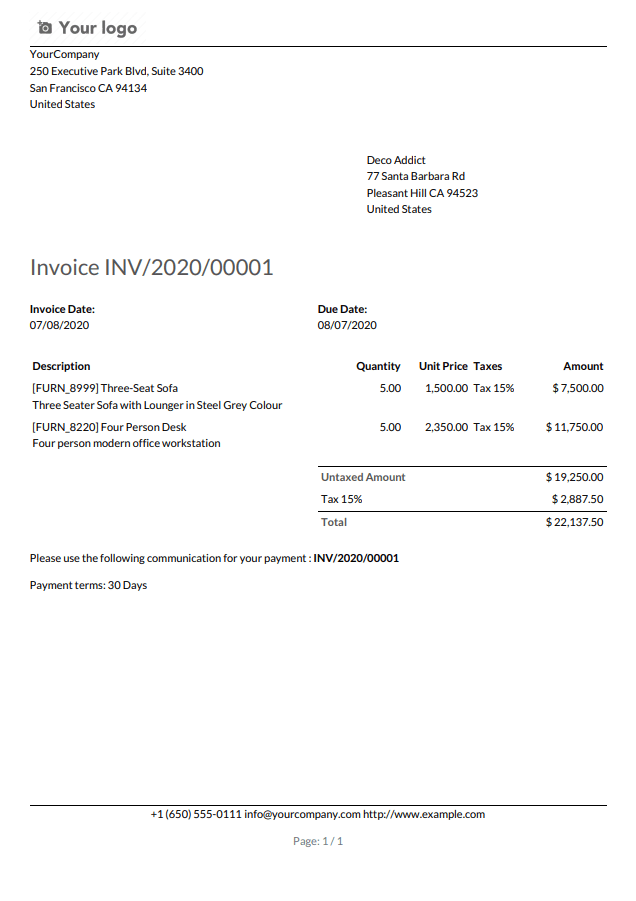 Your logo
YourCompany
250 Executive Park Blvd, Suite 3400
San Francisco CA 94134
United States
Deco Addict
77 Santa Barbara Rd
Pleasant Hill CA 94523
United States
Invoice INV/2020/00001
Invoice Date: Due Date:
07/08/2020 08/07/2020
Description Quantity Unit Price Taxes Amount
[FURN_8999] Three-Seat Sofa 5.00 1,500.00 Tax 15% $ 7,500.00
Three Seater Sofa with Lounger in Steel Grey Colour
[FURN_8220] Four Person Desk 5.00 2,350.00 Tax 15% $ 11,750.00
Four person modern office workstation
Untaxed Amount $ 19,250.00
Tax 15% $ 2,887.50
Total $ 22,137.50
Please use the following communication for your payment : INV/2020/00001
Payment terms: 30 Days
+1 (650) 555-0111 info@yourcompany.com http://www.example.com
Page: 1 / 1